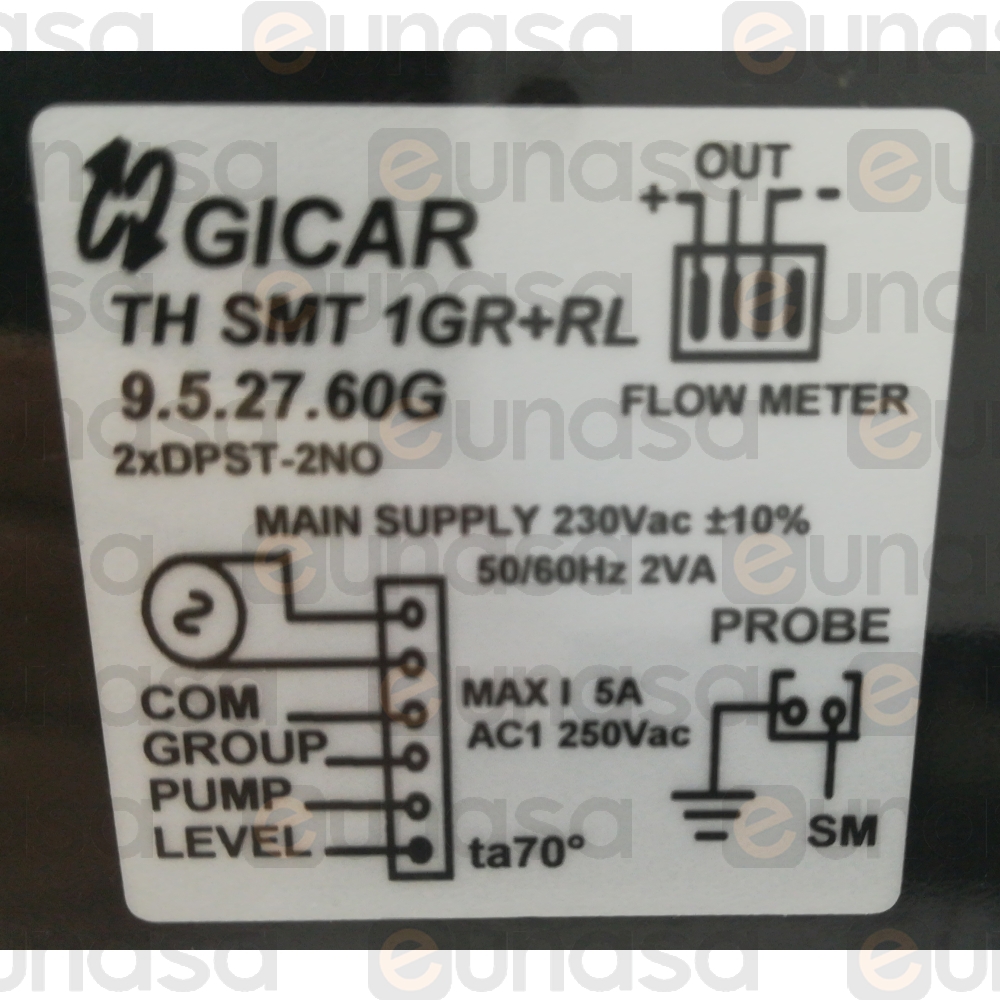 GICAR
TH SMT 1GR+RL
9.5.27.60G
2xDPST-2NO
OUT
+ -
FLOW METER
MAIN SUPPLY 230Vac ±10%
50/60Hz 2VA
COM
GROUP
PUMP
LEVEL
MAX I 5A
AC1 250Vac
ta70°
PROBE
SM
eunasa